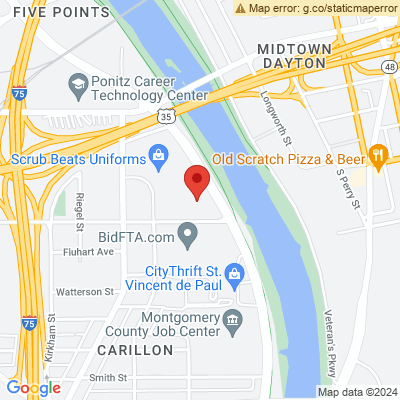 Map error: g.co/staticmaperror
FIVE POINTS
MIDTOWN
DAYTON
48
Ponitz Career
Technology Center
75
35
Longworth St
Scrub Beats Uniforms
Old Scratch Pizza & Beer
S Perry St
Riegel St
BidFTA.com
Fluhart Ave
CityThrift St.
Vincent de Paul
Watterson St
Montgomery
County Job Center
75
Kirkham St
Veteran's Pkwy
CARILLON
Smith St
Google
Map data ©2024